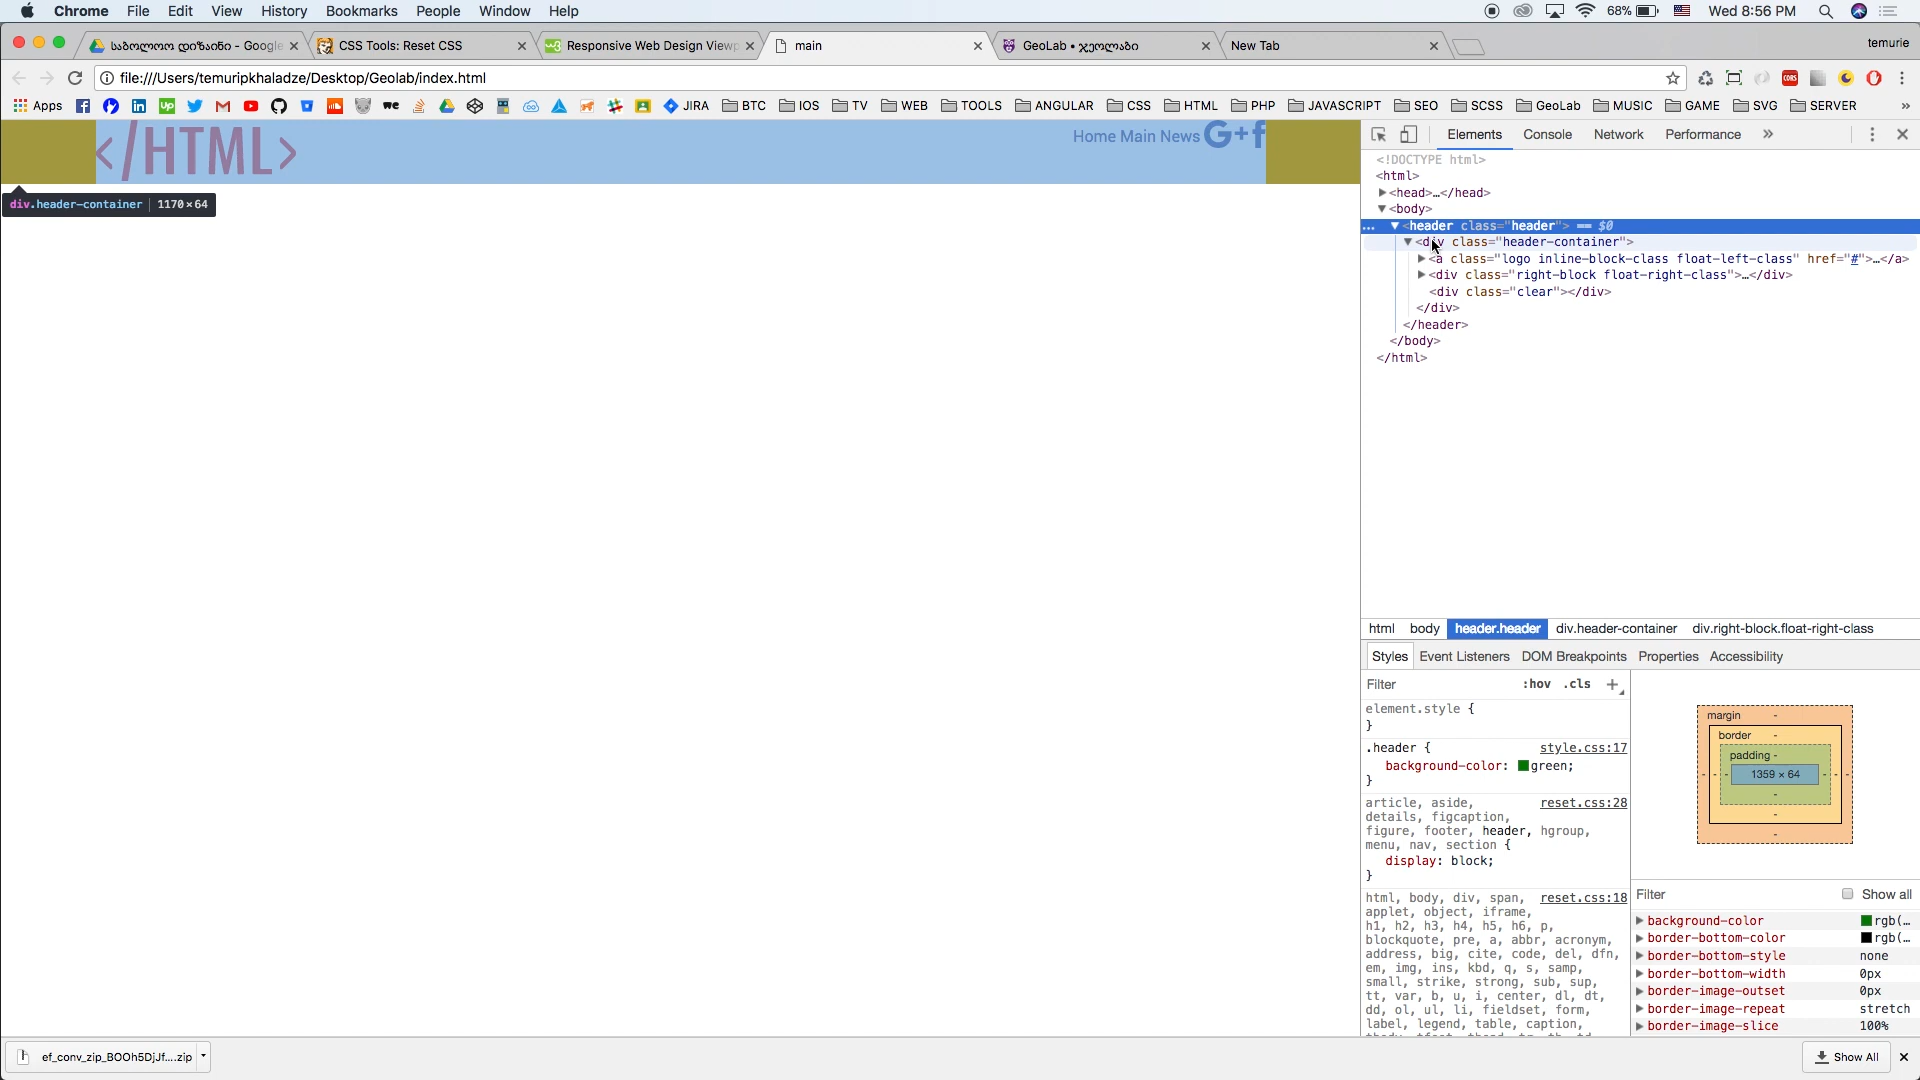 Chrome File Edit View History Bookmarks People Window Help 68% Wed 8:56 PM
საბოლოო დიზაინი - Google CSS Tools: Reset CSS Responsive Web Design Viewp main GeoLab • ჯეოლაბი New Tab temurie
file:///Users/temuripkhaladze/Desktop/Geolab/index.html
Apps JIRA BTC IOS TV WEB TOOLS ANGULAR CSS HTML PHP JAVASCRIPT SEO SCSS GeoLab MUSIC GAME SVG SERVER »
</HTML> Home Main News G+ f
div.header-container 1170×64
Elements Console Network Performance »
<!DOCTYPE html>
<html>
<head>…</head>
<body>
… <header class="header"> == $0
<div class="header-container">
<a class="logo inline-block-class float-left-class" href="#">…</a>
<div class="right-block float-right-class">…</div>
<div class="clear"></div>
</div>
</header>
</body>
</html>
html body header.header div.header-container div.right-block.float-right-class
Styles Event Listeners DOM Breakpoints Properties Accessibility
Filter :hov .cls +
element.style {
}
.header { style.css:17
background-color: green;
}
article, aside, reset.css:28
details, figcaption,
figure, footer, header, hgroup,
menu, nav, section {
display: block;
}
html, body, div, span, reset.css:18
applet, object, iframe,
h1, h2, h3, h4, h5, h6, p,
blockquote, pre, a, abbr, acronym,
address, big, cite, code, del, dfn,
em, img, ins, kbd, q, s, samp,
small, strike, strong, sub, sup,
tt, var, b, u, i, center, dl, dt,
dd, ol, ul, li, fieldset, form,
label, legend, table, caption,
margin -
border -
padding -
- - - 1359 × 64 - - -
-
-
-
Filter Show all
background-color rgb(…
border-bottom-color rgb(…
border-bottom-style none
border-bottom-width 0px
border-image-outset 0px
border-image-repeat stretch
border-image-slice 100%
ef_conv_zip_BOOh5DjJf....zip Show All